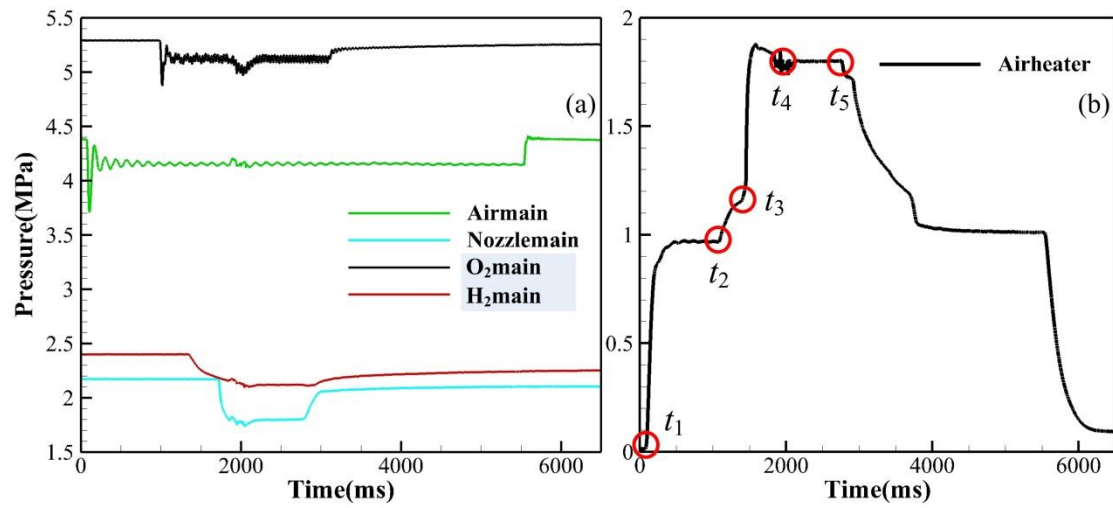 5.5
5
4.5
4
3.5
3
2.5
2
1.5
Pressure(MPa)
(a)
Airmain
Nozzlemain
O₂main
H₂main
0
2000
4000
6000
Time(ms)
2
1.5
1
0.5
0
Airheater
(b)
t₁
t₂
t₃
t₄
t₅
0
2000
4000
6000
Time(ms)